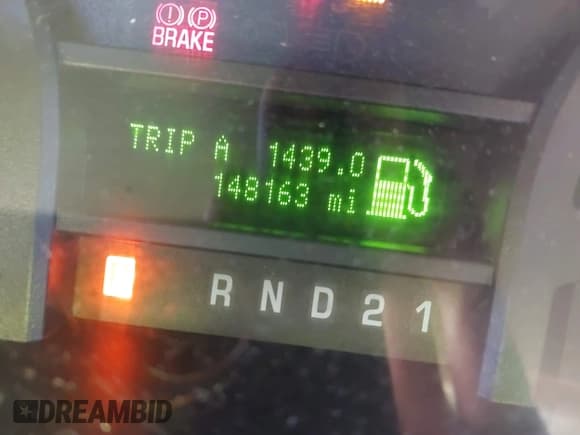 (!) (P)
BRAKE
TRIP A 1439.0
148163 mi
R N D 2 1
DREAMBID